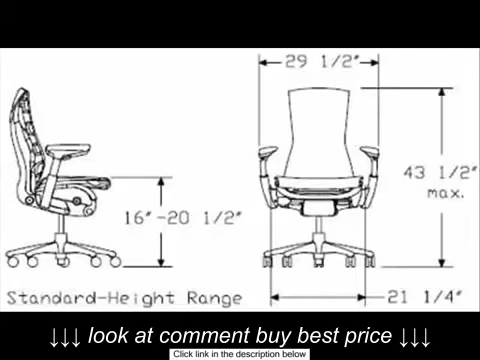 29 1/2"
43 1/2"
max.
16"-20 1/2"
Standard-Height Range
21 1/4"
↓↓↓ look at comment buy best price ↓↓↓
Click link in the description below